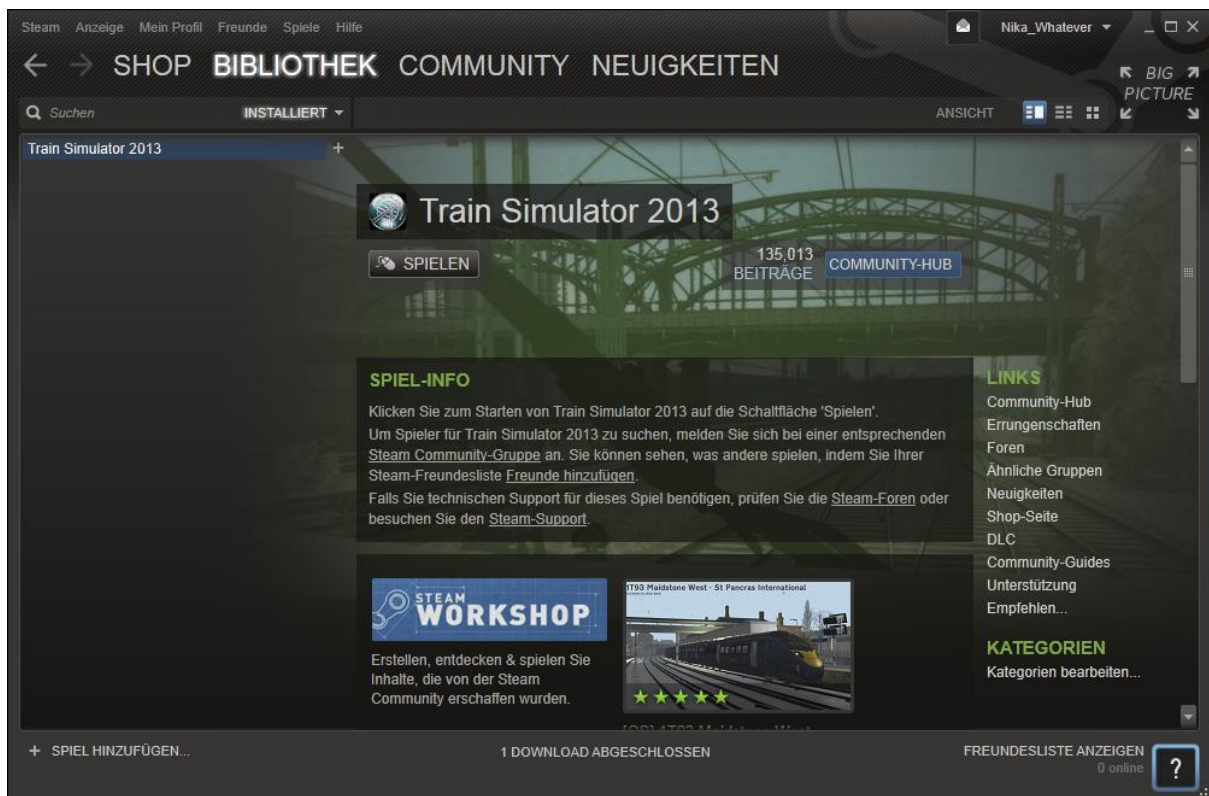 Steam Anzeige Mein Profil Freunde Spiele Hilfe
Nika_Whatever
SHOP BIBLIOTHEK COMMUNITY NEUIGKEITEN
BIG
PICTURE
Suchen
INSTALLIERT
ANSICHT
Train Simulator 2013 +
Train Simulator 2013
SPIELEN
135,013
BEITRÄGE
COMMUNITY-HUB
SPIEL-INFO
Klicken Sie zum Starten von Train Simulator 2013 auf die Schaltfläche 'Spielen'.
Um Spieler für Train Simulator 2013 zu suchen, melden Sie sich bei einer entsprechenden
Steam Community-Gruppe an. Sie können sehen, was andere spielen, indem Sie Ihrer
Steam-Freundesliste Freunde hinzufügen.
Falls Sie technischen Support für dieses Spiel benötigen, prüfen Sie die Steam-Foren oder
besuchen Sie den Steam-Support.
LINKS
Community-Hub
Errungenschaften
Foren
Ähnliche Gruppen
Neuigkeiten
Shop-Seite
DLC
Community-Guides
Unterstützung
Empfehlen...
KATEGORIEN
Kategorien bearbeiten...
STEAM
WORKSHOP
Erstellen, entdecken & spielen Sie
Inhalte, die von der Steam
Community erschaffen wurden.
1T93 Maidstone West - St Pancras International
+ SPIEL HINZUFÜGEN...
1 DOWNLOAD ABGESCHLOSSEN
FREUNDESLISTE ANZEIGEN
0 online
?